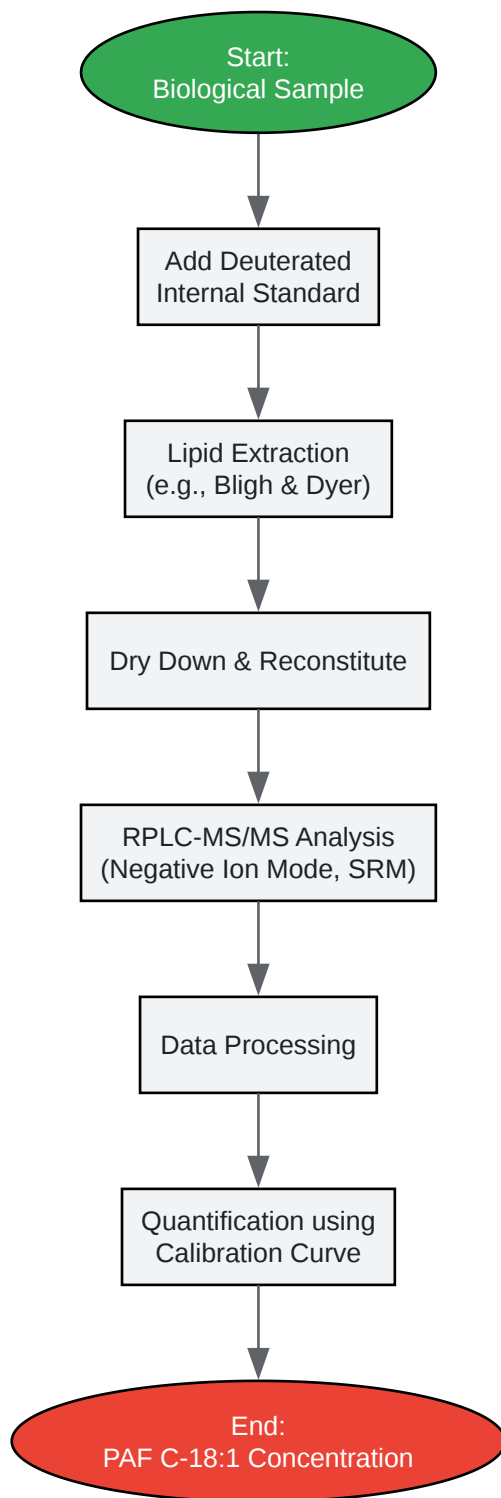 Start:
Biological Sample
Add Deuterated
Internal Standard
Lipid Extraction
(e.g., Bligh & Dyer)
Dry Down & Reconstitute
RPLC-MS/MS Analysis
(Negative Ion Mode, SRM)
Data Processing
Quantification using
Calibration Curve
End:
PAF C-18:1 Concentration